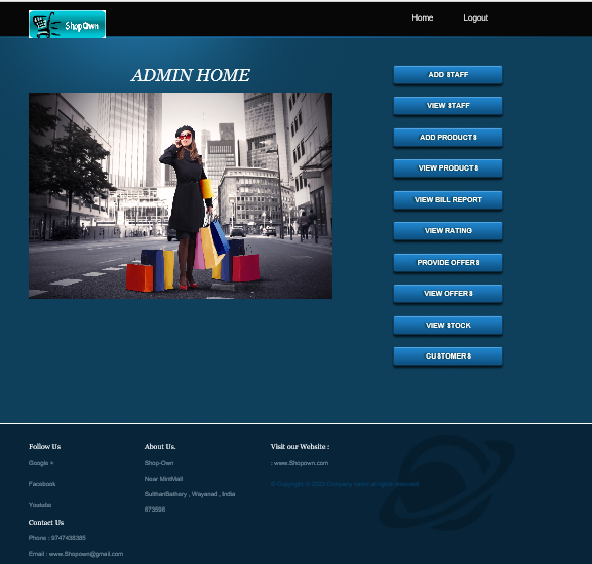 Shop Own
Home
Logout
ADMIN HOME
ADD STAFF
VIEW STAFF
ADD PRODUCTS
VIEW PRODUCTS
VIEW BILL REPORT
VIEW RATING
PROVIDE OFFERS
VIEW OFFERS
VIEW STOCK
CUSTOMERS
Follow Us
Google +
Facebook
Youtube
Contact Us
Phone : 9747438385
Email : www.Shopown@gmail.com
About Us.
Shop-Own
Near MintMall
SulthanBathery , Wayanad , India
673596
Visit our Website :
: www.Shopown.com
© Copyright © 2023.Company name all rights reserved